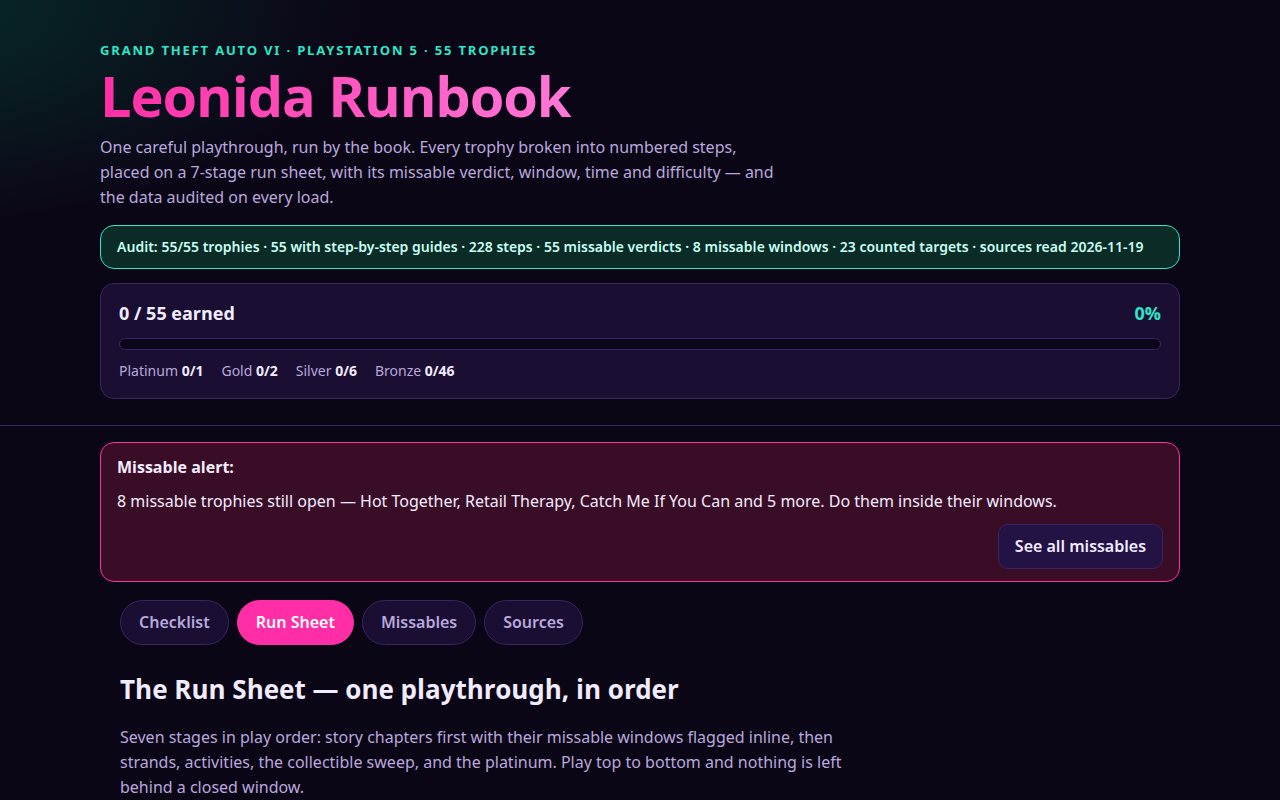 GRAND THEFT AUTO VI · PLAYSTATION 5 · 55 TROPHIES
Leonida Runbook
One careful playthrough, run by the book. Every trophy broken into numbered steps,
placed on a 7-stage run sheet, with its missable verdict, window, time and difficulty — and
the data audited on every load.
Audit: 55/55 trophies · 55 with step-by-step guides · 228 steps · 55 missable verdicts · 8 missable windows · 23 counted targets · sources read 2026-11-19
0 / 55 earned
0%
Platinum 0/1 Gold 0/2 Silver 0/6 Bronze 0/46
Missable alert:
8 missable trophies still open — Hot Together, Retail Therapy, Catch Me If You Can and 5 more. Do them inside their windows.
See all missables
Checklist
Run Sheet
Missables
Sources
The Run Sheet — one playthrough, in order
Seven stages in play order: story chapters first with their missable windows flagged inline, then
strands, activities, the collectible sweep, and the platinum. Play top to bottom and nothing is left
behind a closed window.